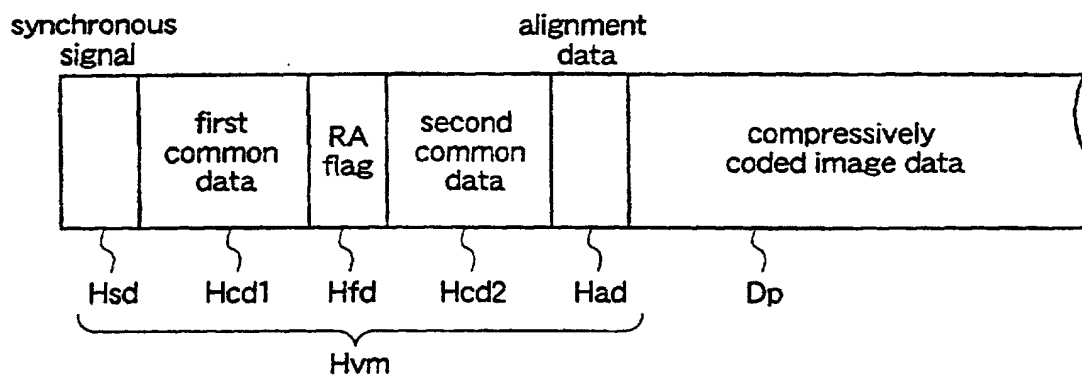 synchronous
signal
alignment
data
first
common
data
RA
flag
second
common
data
compressively
coded image data
Hsd
Hcd1
Hfd
Hcd2
Had
Dp
Hvm